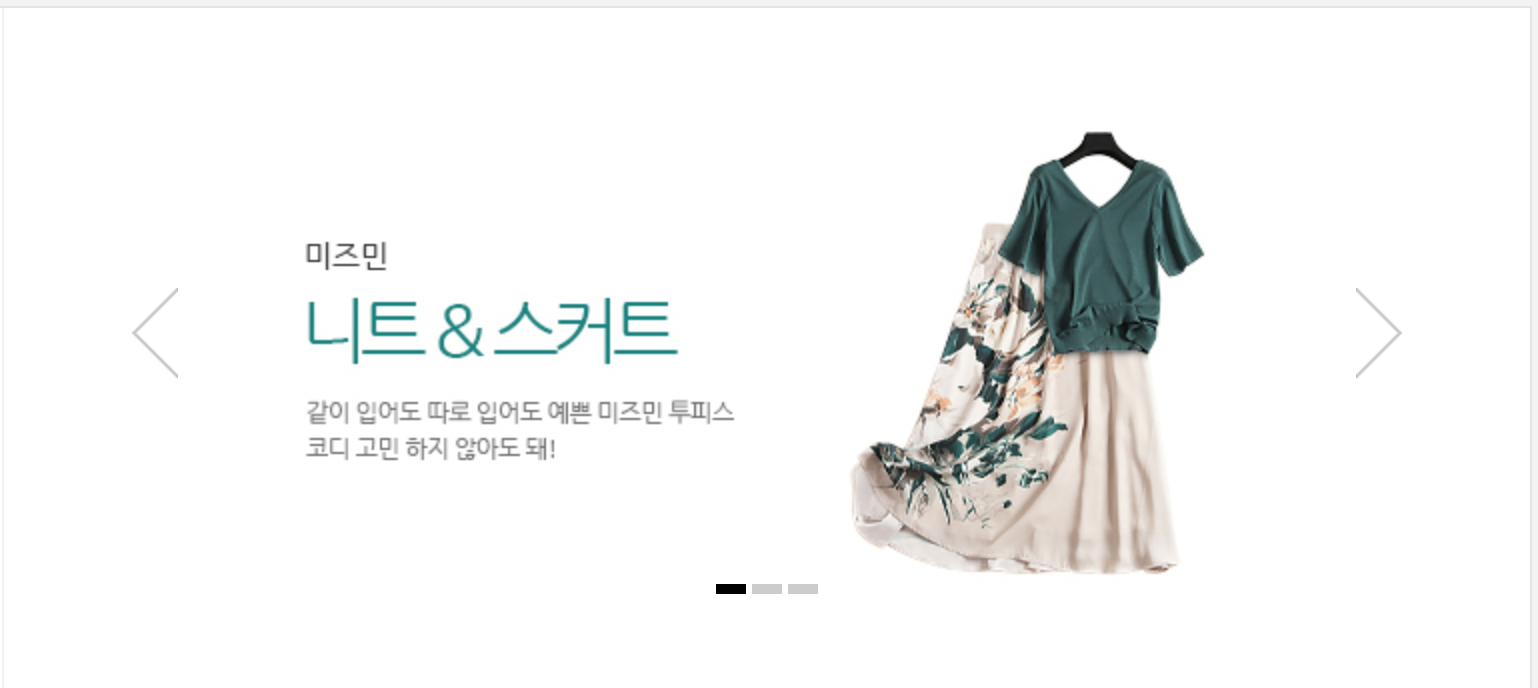 미즈민
니트 & 스커트
같이 입어도 따로 입어도 예쁜 미즈민 투피스
코디 고민 하지 않아도 돼!